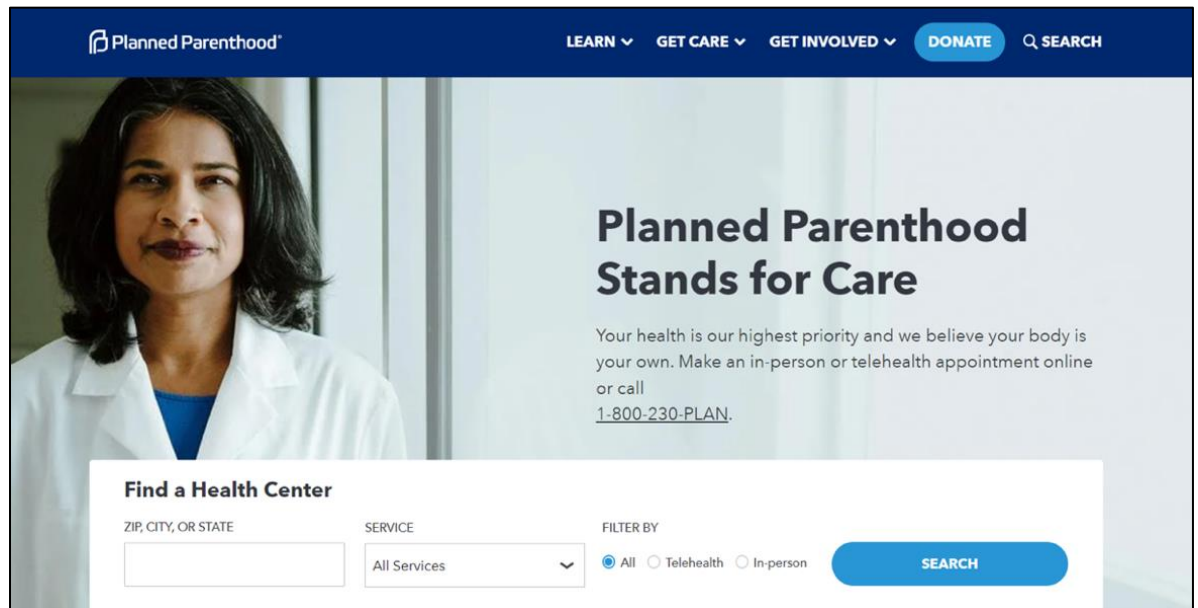 Planned Parenthood®
LEARN GET CARE GET INVOLVED DONATE SEARCH
Planned Parenthood
Stands for Care
Your health is our highest priority and we believe your body is
your own. Make an in-person or telehealth appointment online
or call
1-800-230-PLAN.
Find a Health Center
ZIP, CITY, OR STATE SERVICE FILTER BY
All Services All Telehealth In-person SEARCH